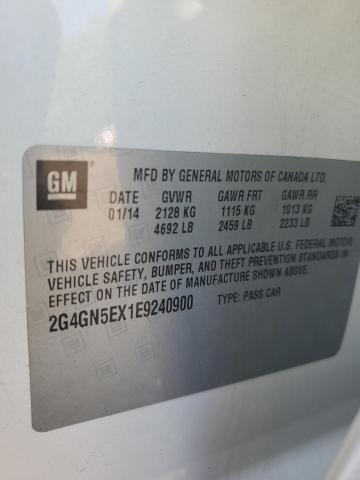 GM
MFD BY GENERAL MOTORS OF CANADA LTD.
DATE GVWR GAWR FRT GAWR RR
01/14 2128 KG 1115 KG 1013 KG
4692 LB 2459 LB 2233 LB
THIS VEHICLE CONFORMS TO ALL APPLICABLE U.S. FEDERAL MOTOR
VEHICLE SAFETY, BUMPER, AND THEFT PREVENTION STANDARDS IN
EFFECT ON THE DATE OF MANUFACTURE SHOWN ABOVE.
2G4GN5EX1E9240900 TYPE: PASS CAR